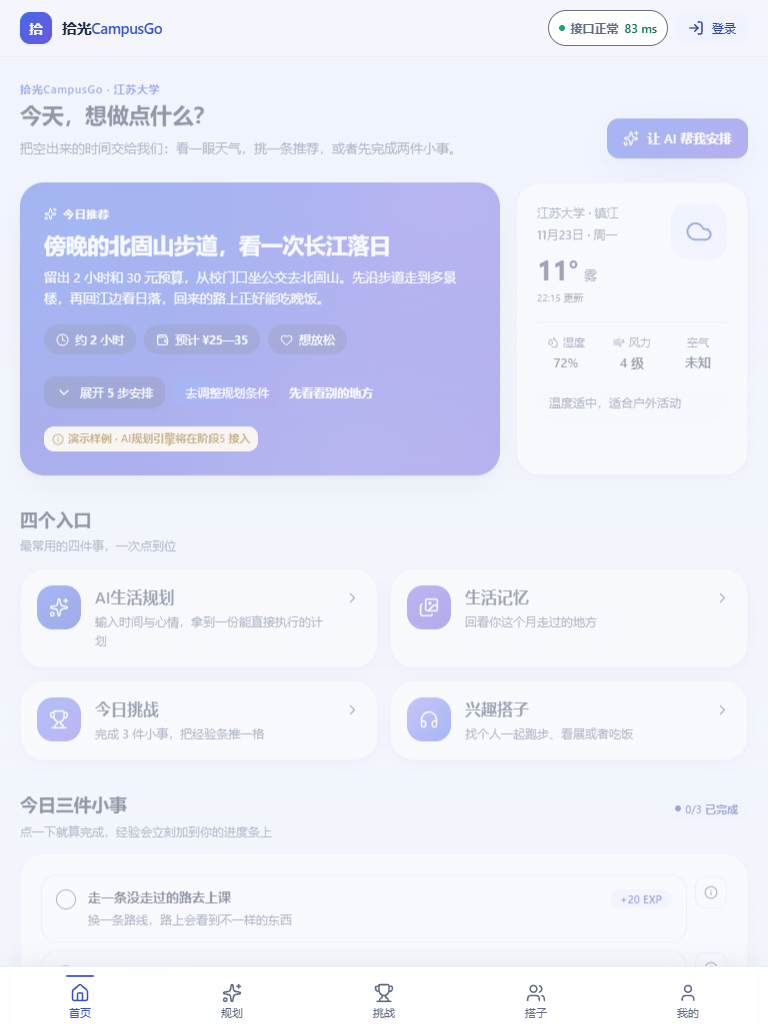 拾 拾光CampusGo
接口正常 83 ms
登录
拾光CampusGo · 江苏大学
今天，想做点什么？
把空出来的时间交给我们：看一眼天气，挑一条推荐，或者先完成两件小事。
让 AI 帮我安排
今日推荐
傍晚的北固山步道，看一次长江落日
留出 2 小时和 30 元预算，从校门口坐公交去北固山。先沿步道走到多景
楼，再回江边看日落，回来的路上正好能吃晚饭。
约 2 小时
预计 ¥25—35
想放松
展开 5 步安排
去调整规划条件
先看看别的地方
演示样例 · AI规划引擎将在阶段5 接入
江苏大学 · 镇江
11月23日 · 周一
11° 雾
22:15 更新
湿度 风力 空气
72% 4 级 未知
温度适中，适合户外活动
四个入口
最常用的四件事，一次点到位
AI生活规划
输入时间与心情，拿到一份能直接执行的计
划
生活记忆
回看你这个月走过的地方
今日挑战
完成 3 件小事，把经验条推一格
兴趣搭子
找个人一起跑步、看展或者吃饭
今日三件小事
0/3 已完成
点一下就算完成，经验会立刻加到你的进度条上
走一条没走过的路去上课
+20 EXP
换一条路线，路上会看到不一样的东西
首页 规划 挑战 搭子 我的